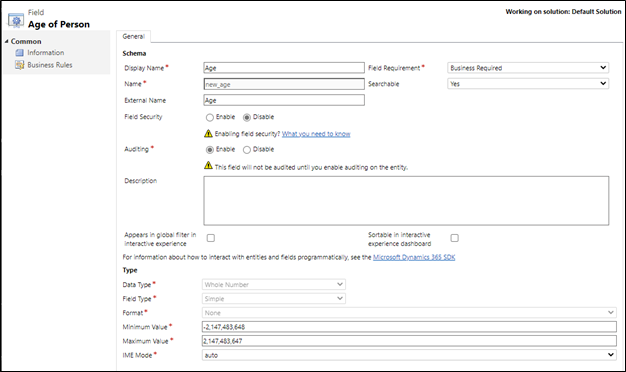 Field
Age of Person
Working on solution: Default Solution
Common
Information
Business Rules
General
Schema
Display Name *
Age
Field Requirement *
Business Required
Name *
new_age
Searchable
Yes
External Name
Age
Field Security
Enable
Disable
Enabling field security? What you need to know
Auditing *
Enable
Disable
This field will not be audited until you enable auditing on the entity.
Description
Appears in global filter in
interactive experience
Sortable in interactive
experience dashboard
For information about how to interact with entities and fields programmatically, see the Microsoft Dynamics 365 SDK
Type
Data Type *
Whole Number
Field Type *
Simple
Format *
None
Minimum Value *
-2,147,483,648
Maximum Value *
2,147,483,647
IME Mode *
auto